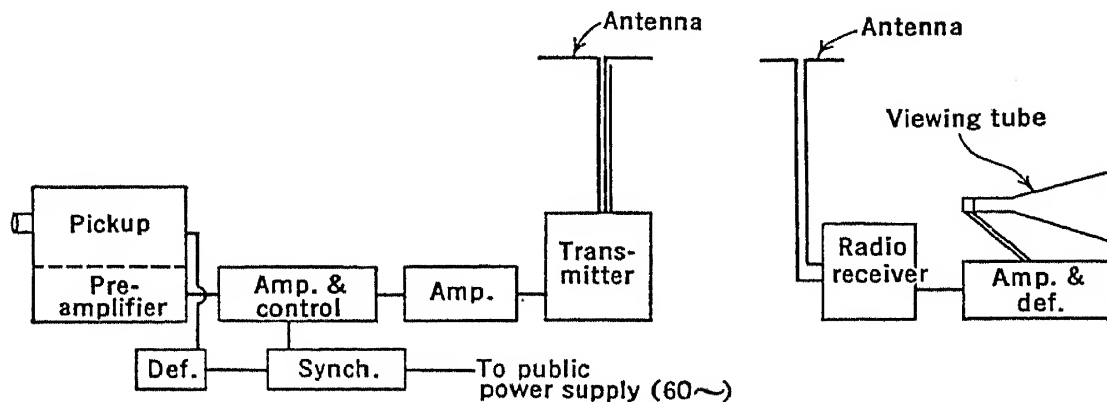 Antenna
Antenna
Viewing tube
Pickup
Pre-
amplifier
Amp. &
control
Amp.
Trans-
mitter
Radio
receiver
Amp. &
def.
Def.
Synch.
To public
power supply (60~)